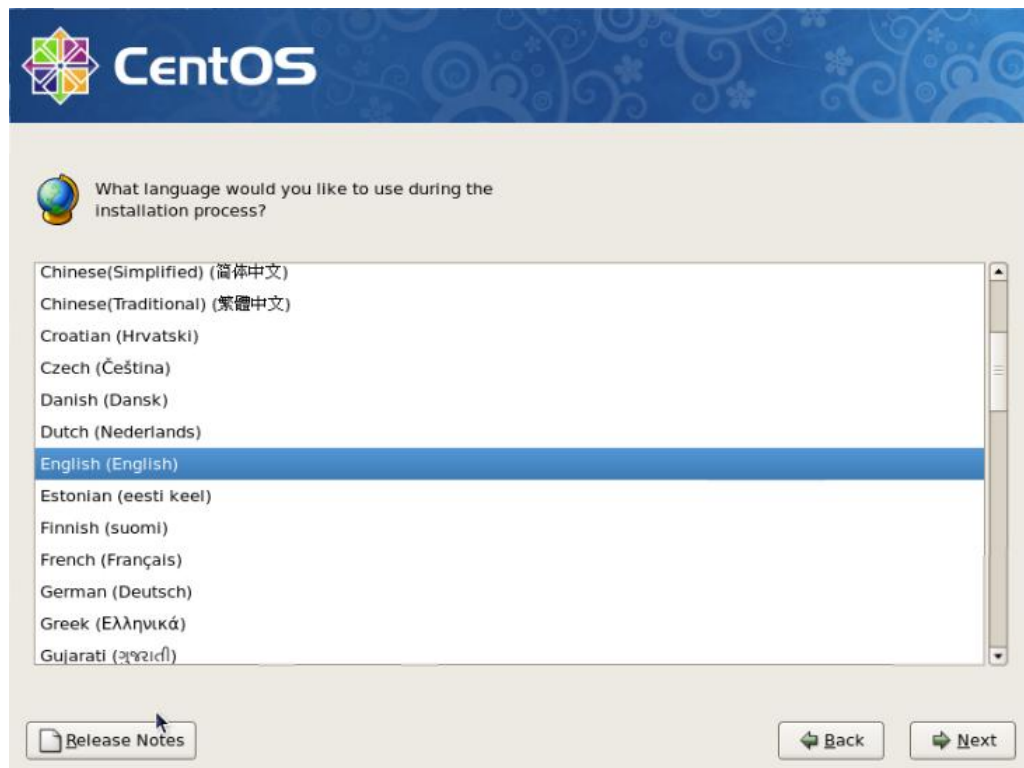 CentOS
What language would you like to use during the
installation process?
Chinese(Simplified) (简体中文)
Chinese(Traditional) (繁體中文)
Croatian (Hrvatski)
Czech (Čeština)
Danish (Dansk)
Dutch (Nederlands)
English (English)
Estonian (eesti keel)
Finnish (suomi)
French (Français)
German (Deutsch)
Greek (Ελληνικά)
Gujarati (ગુજરાતી)
Release Notes
Back
Next